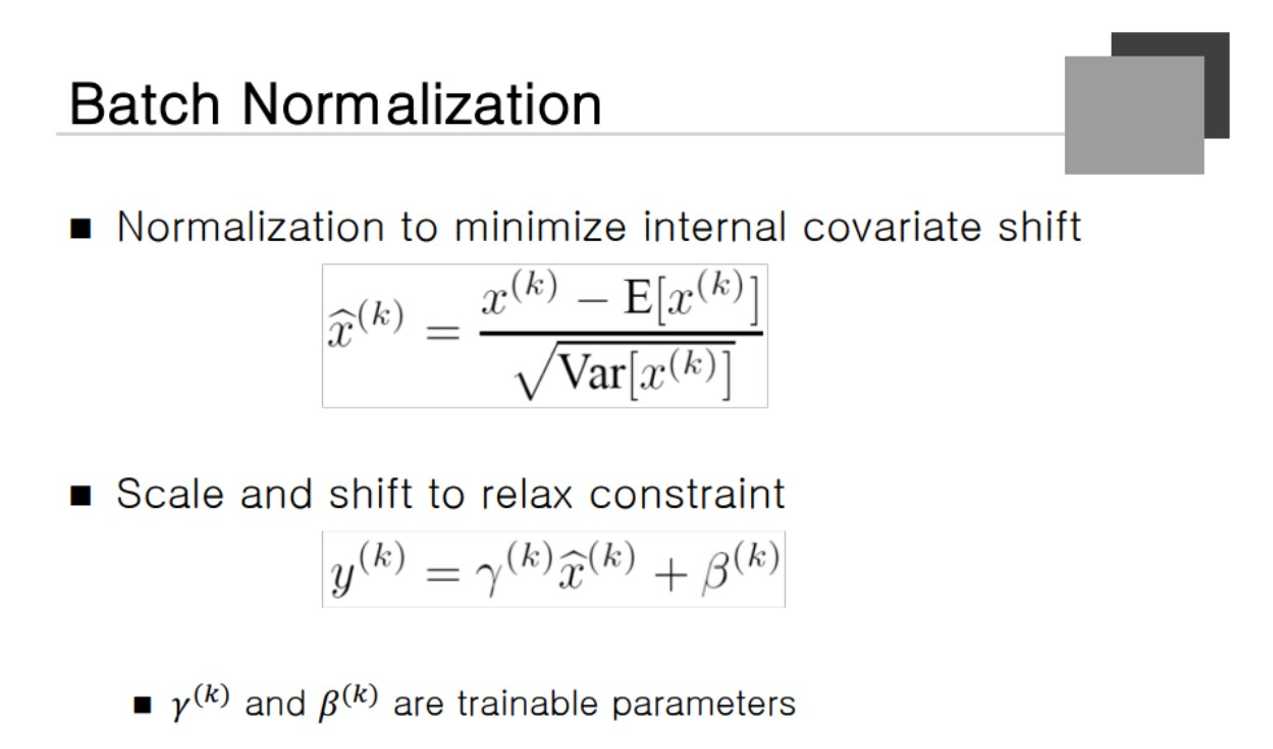 Batch Normalization
■ Normalization to minimize internal covariate shift
$\widehat{x}^{(k)} = \frac{x^{(k)} - \mathrm{E}[x^{(k)}]}{\sqrt{\mathrm{Var}[x^{(k)}]}}$
■ Scale and shift to relax constraint
$y^{(k)} = \gamma^{(k)}\widehat{x}^{(k)} + \beta^{(k)}$
■ $\gamma^{(k)}$ and $\beta^{(k)}$ are trainable parameters